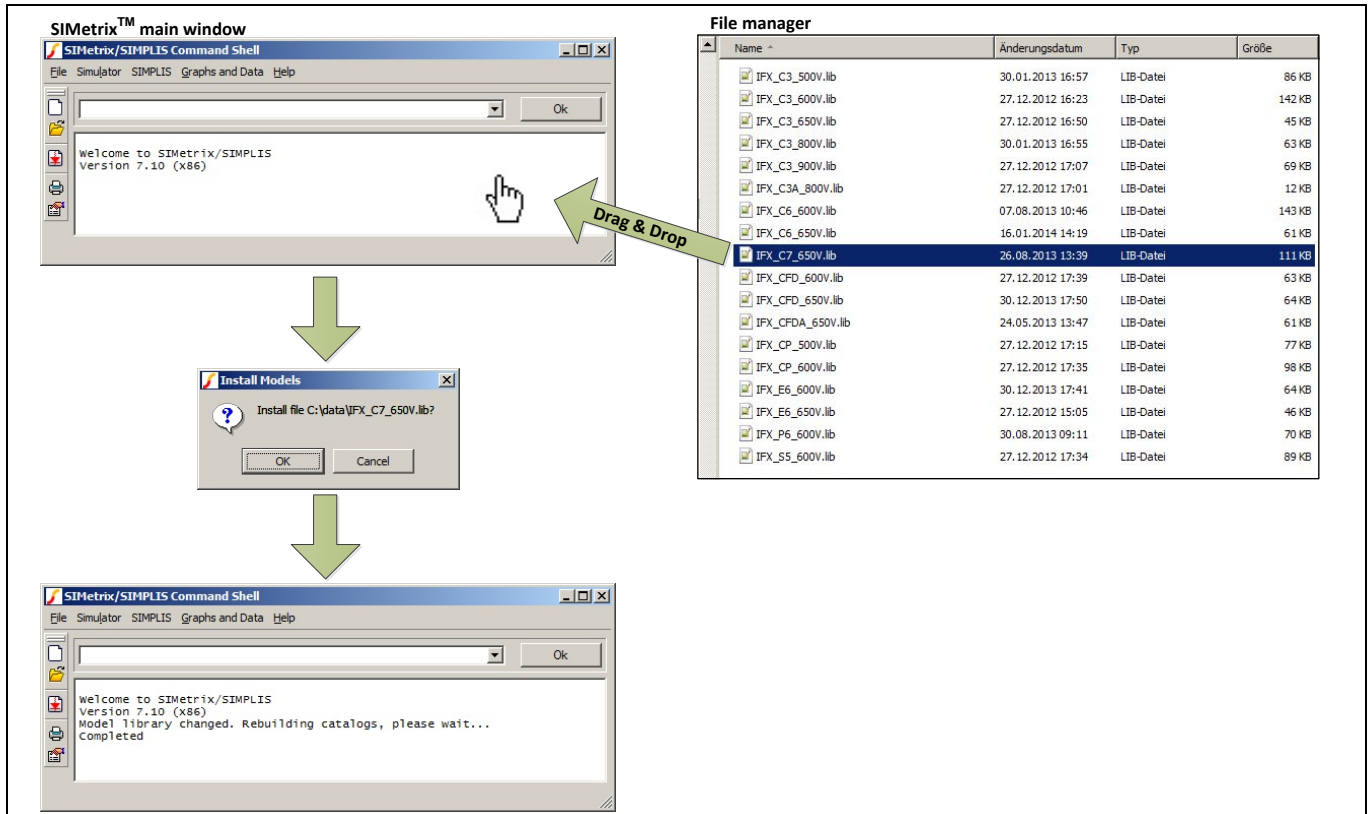 SIMetrix™ main window
SIMetrix/SIMPLIS Command Shell
File Simulator SIMPLIS Graphs and Data Help
Ok
Welcome to SIMetrix/SIMPLIS
Version 7.10 (x86)
Drag & Drop
File manager
Name Änderungsdatum Typ Größe
IFX_C3_500V.lib 30.01.2013 16:57 LIB-Datei 86 KB
IFX_C3_600V.lib 27.12.2012 16:23 LIB-Datei 142 KB
IFX_C3_650V.lib 27.12.2012 16:50 LIB-Datei 45 KB
IFX_C3_800V.lib 30.01.2013 16:55 LIB-Datei 63 KB
IFX_C3_900V.lib 27.12.2012 17:07 LIB-Datei 69 KB
IFX_C3A_800V.lib 27.12.2012 17:01 LIB-Datei 12 KB
IFX_C6_600V.lib 07.08.2013 10:46 LIB-Datei 143 KB
IFX_C6_650V.lib 16.01.2014 14:19 LIB-Datei 61 KB
IFX_C7_650V.lib 26.08.2013 13:39 LIB-Datei 111 KB
IFX_CFD_600V.lib 27.12.2012 17:39 LIB-Datei 63 KB
IFX_CFD_650V.lib 30.12.2013 17:50 LIB-Datei 64 KB
IFX_CFDA_650V.lib 24.05.2013 13:47 LIB-Datei 61 KB
IFX_CP_500V.lib 27.12.2012 17:15 LIB-Datei 77 KB
IFX_CP_600V.lib 27.12.2012 17:35 LIB-Datei 98 KB
IFX_E6_600V.lib 30.12.2013 17:41 LIB-Datei 64 KB
IFX_E6_650V.lib 27.12.2012 15:05 LIB-Datei 46 KB
IFX_P6_600V.lib 30.08.2013 09:11 LIB-Datei 70 KB
IFX_S5_600V.lib 27.12.2012 17:34 LIB-Datei 89 KB
Install Models
Install file C:\data\IFX_C7_650V.lib?
OK Cancel
SIMetrix/SIMPLIS Command Shell
File Simulator SIMPLIS Graphs and Data Help
Ok
Welcome to SIMetrix/SIMPLIS
Version 7.10 (x86)
Model library changed. Rebuilding catalogs, please wait...
Completed